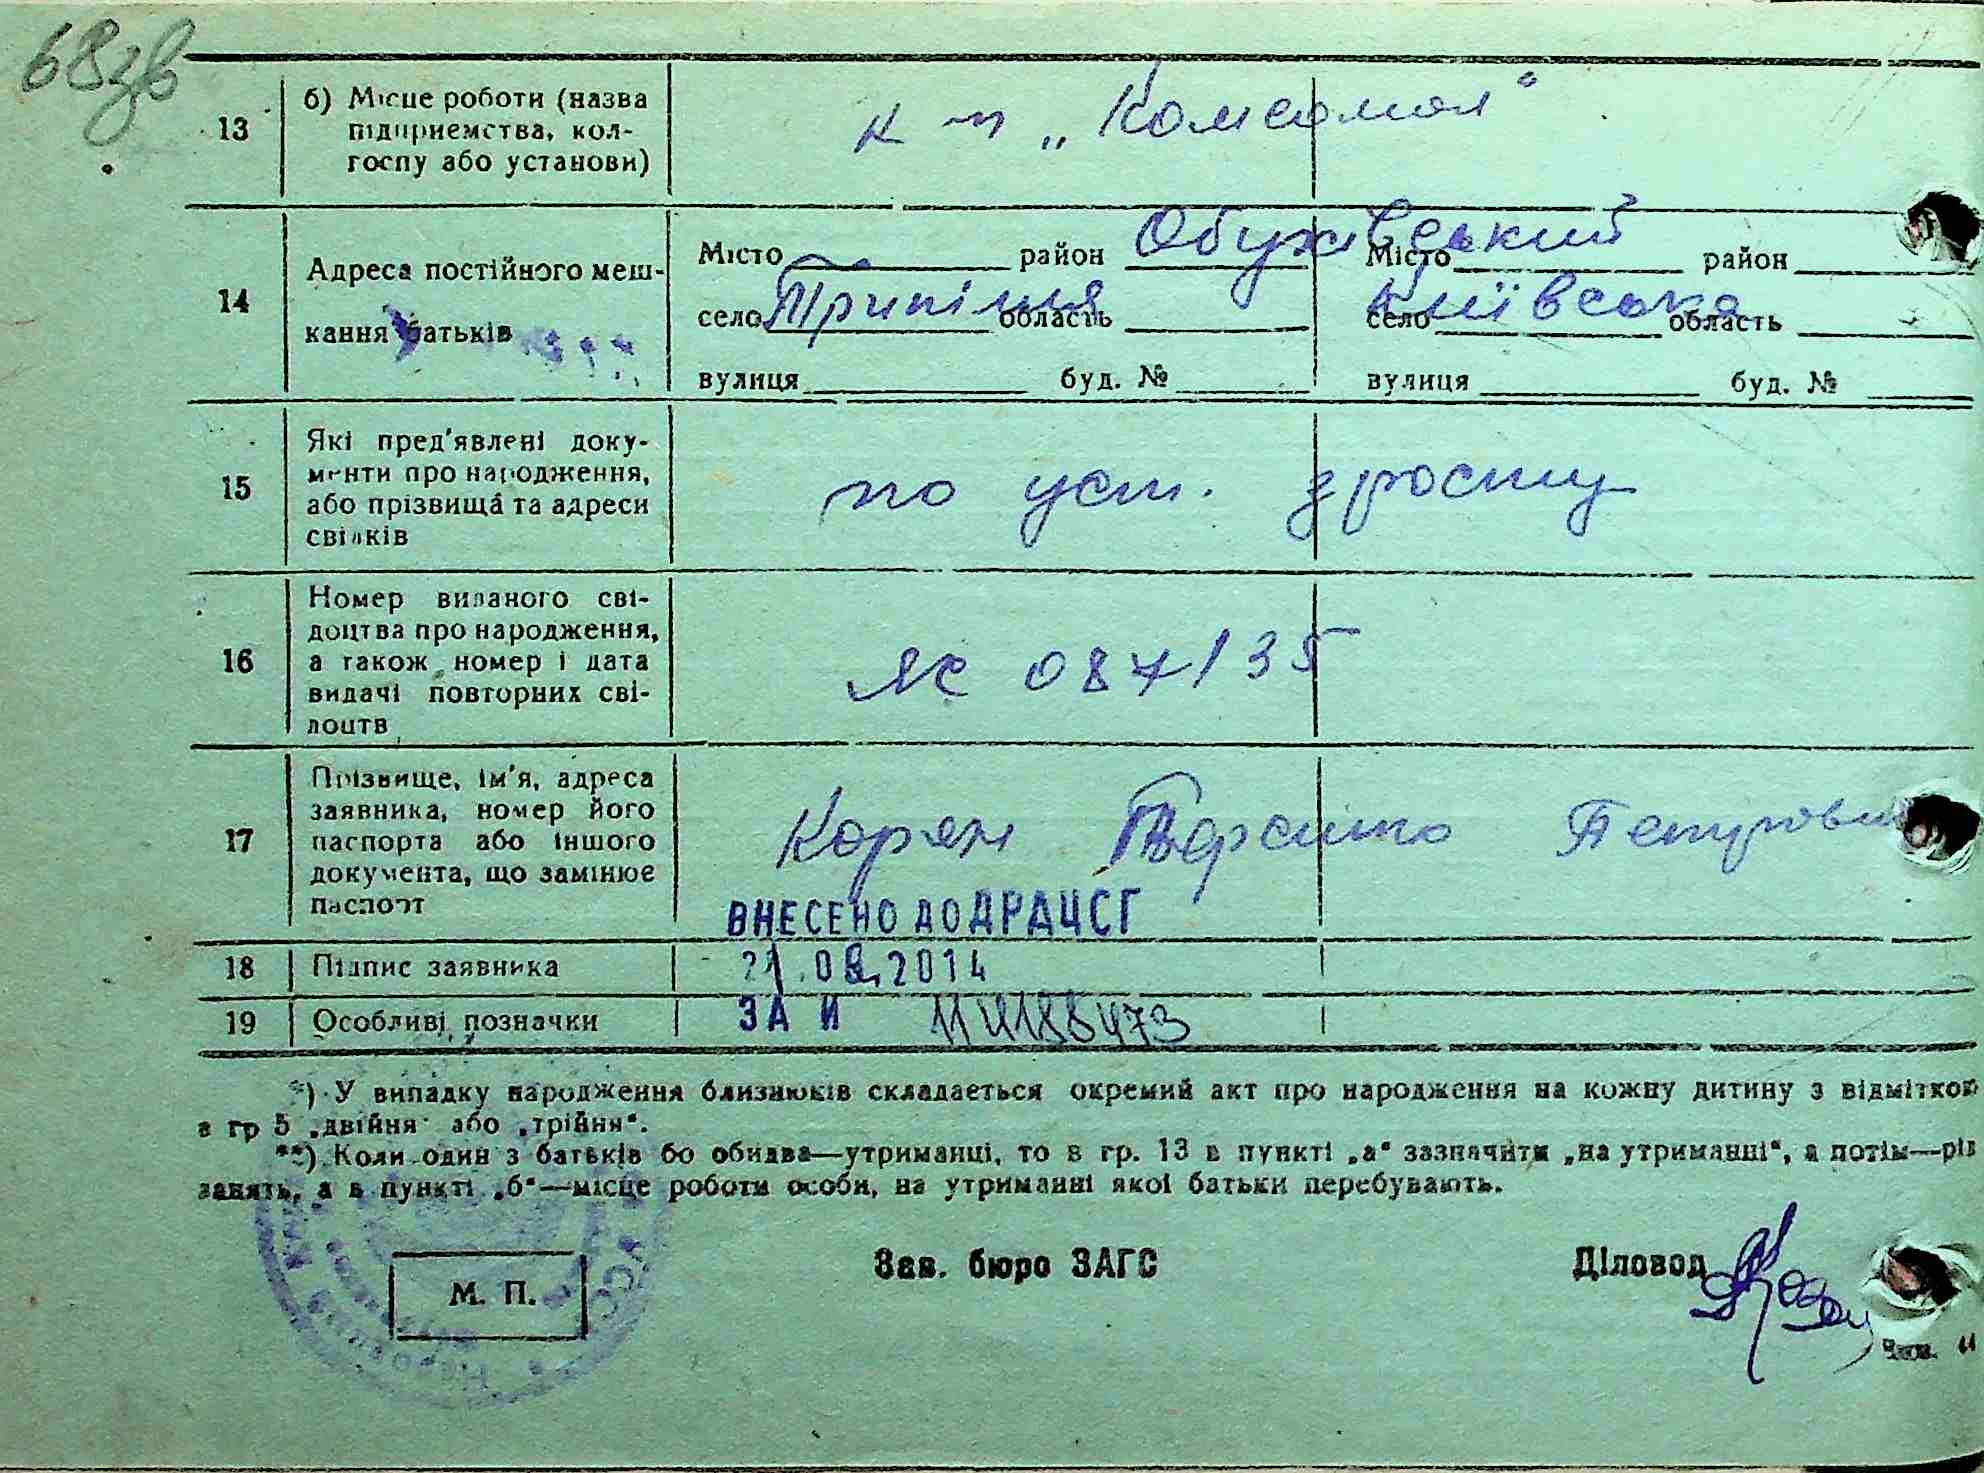 68зв
13
б) Місце роботи (назва
підприємства, кол-
госпу або установи)
к-п „Комсомол“
14
Адреса постійного меш-
кання батьків
Місто район Обухівський Місто район
село Трипілля область Київська село область
вулиця буд. № вулиця буд. №
15
Які пред'явлені доку-
менти про народження,
або прізвища та адреси
свідків
по уст. зросту
16
Номер виданого сві-
доцтва про народження,
а також номер і дата
видачі повторних сві-
доцтв
087135
17
Прізвище, ім'я, адреса
заявника, номер його
паспорта або іншого
документа, що замінює
паспорт
Корян Петрович
ВНЕСЕНО ДО ДРАЦСГ
18 Підпис заявника
21.08.2014
19 Особливі позначки
ЗА №
*) У випадку народження близнюків складається окремий акт про народження на кожну дитину з відміткою
в гр 5 „двійня“ або „трійня“.
**) Коли один з батьків бо обидва—утриманці, то в гр. 13 в пункті „а“ зазначити „на утриманні“, а потім—рід
занять, а в пункті „б“—місце роботи особи, на утриманні якої батьки перебувають.
М. П.
Зав. бюро ЗАГС
Діловод